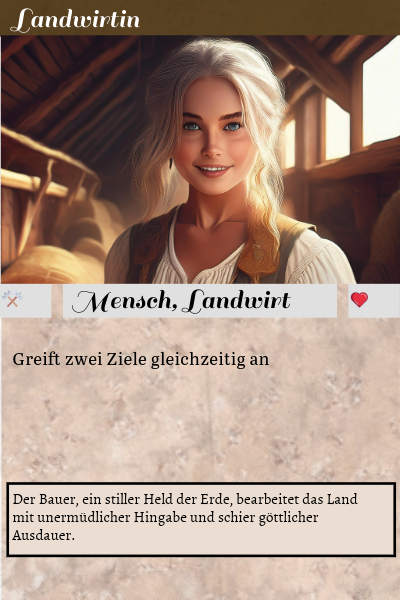 Landwirtin
Mensch, Landwirt
Greift zwei Ziele gleichzeitig an
Der Bauer, ein stiller Held der Erde, bearbeitet das Land
mit unermüdlicher Hingabe und schier göttlicher
Ausdauer.